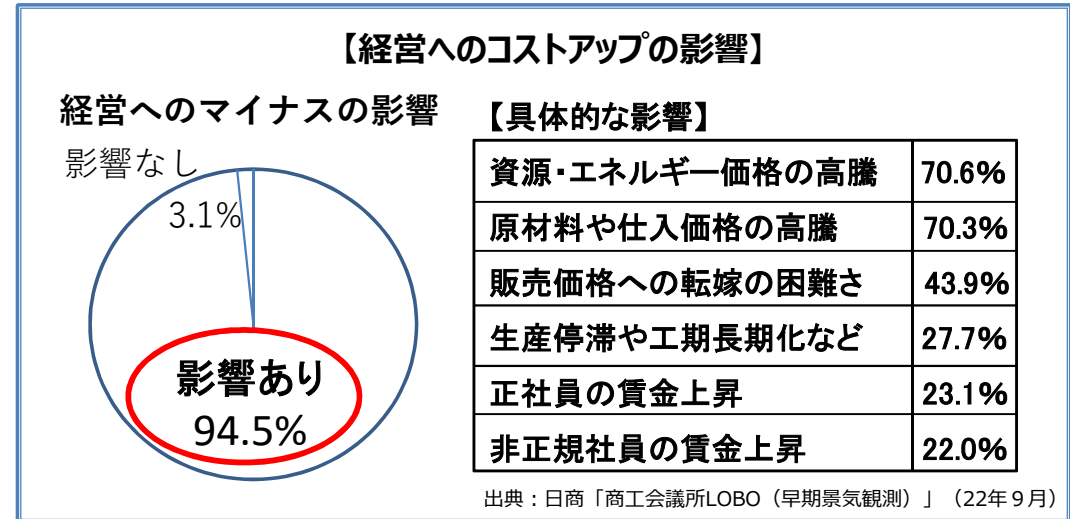 【経営へのコストアップの影響】
経営へのマイナスの影響
影響なし
3.1%
影響あり
94.5%
【具体的な影響】
資源・エネルギー価格の高騰 70.6%
原材料や仕入価格の高騰 70.3%
販売価格への転嫁の困難さ 43.9%
生産停滞や工期長期化など 27.7%
正社員の賃金上昇 23.1%
非正規社員の賃金上昇 22.0%
出典：日商「商工会議所LOBO（早期景気観測）」（22年９月）